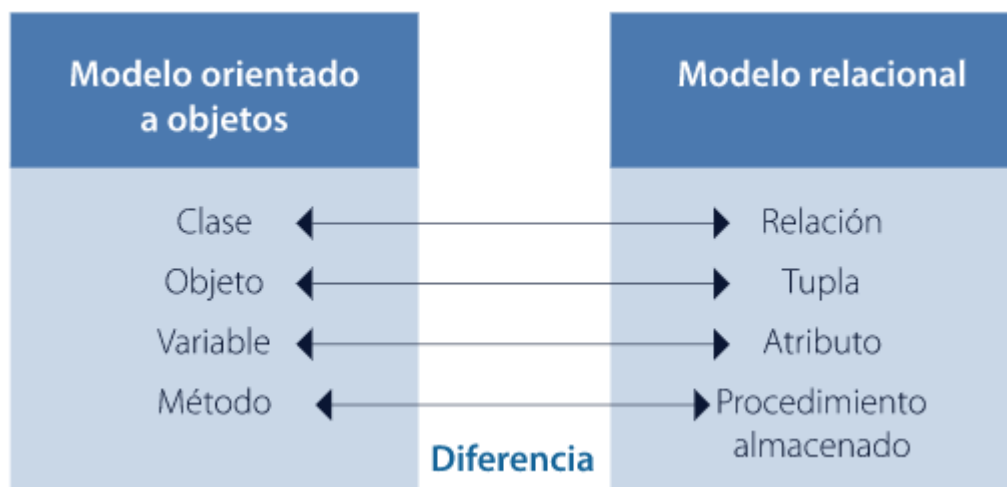 Modelo orientado
a objetos
Modelo relacional
Clase
Relación
Objeto
Tupla
Variable
Atributo
Método
Procedimiento
almacenado
Diferencia